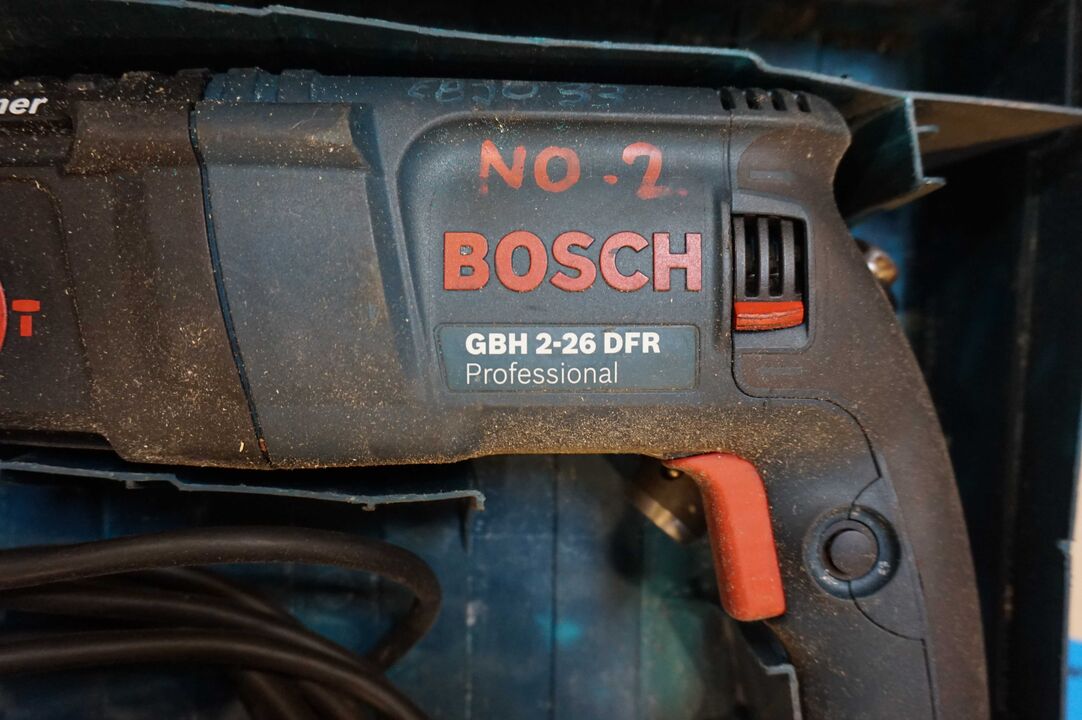 NO.2
BOSCH
GBH 2-26 DFR
Professional